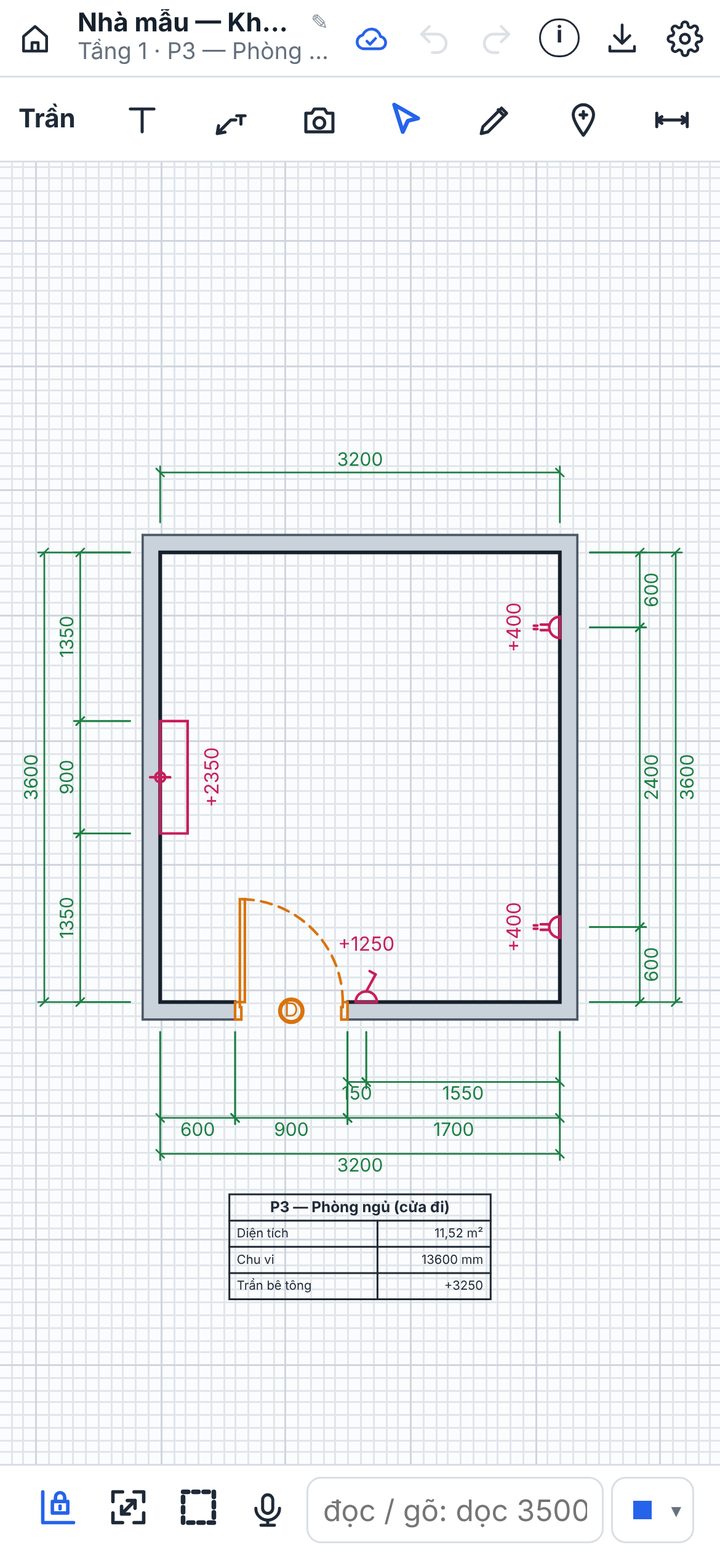 Nhà mẫu — Kh...
Tầng 1 · P3 — Phòng ...
Trần
3200
600
1350
+400
3600
900
+2350
2400
3600
1350
+400
+1250
600
D
150
1550
600
900
1700
3200
P3 — Phòng ngủ (cửa đi)
Diện tích 11,52 m²
Chu vi 13600 mm
Trần bê tông +3250
đọc / gõ: dọc 3500